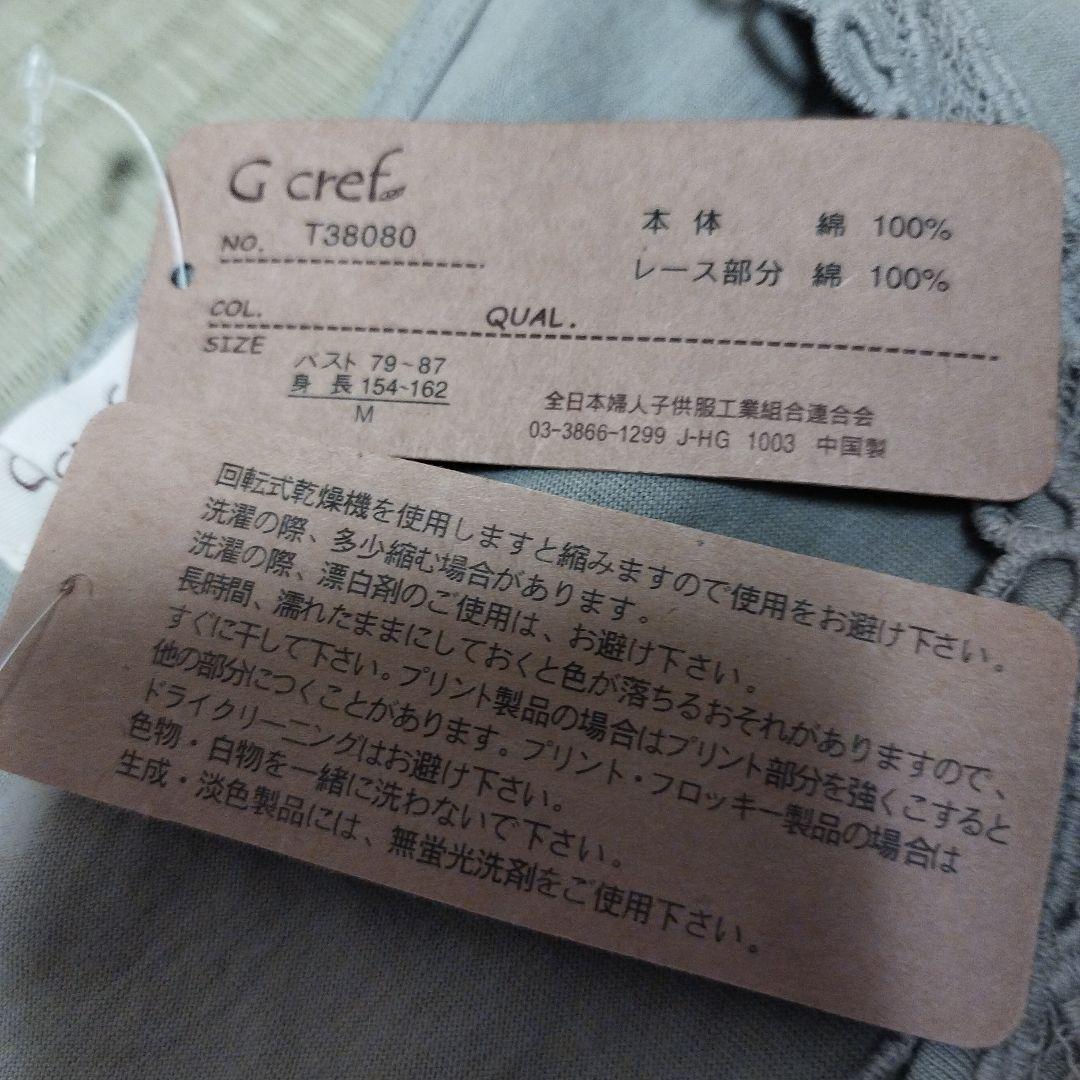 G cref
NO. T38080
本体 綿 100%
レース部分 綿 100%
COL.
QUAL.
SIZE
バスト 79~87
身長 154~162
M
全日本婦人子供服工業組合連合会
03-3866-1299 J-HG 1003 中国製
回転式乾燥機を使用しますと縮みますので使用をお避け下さい。
洗濯の際、多少縮む場合があります。
洗濯の際、漂白剤のご使用は、お避け下さい。
長時間、濡れたままにしておくと色が落ちるおそれがありますので、
すぐに干して下さい。プリント製品の場合はプリント部分を強くこすると
他の部分につくことがあります。プリント・フロッキー製品の場合は
ドライクリーニングはお避け下さい。
色物・白物を一緒に洗わないで下さい。
生成・淡色製品には、無蛍光洗剤をご使用下さい。